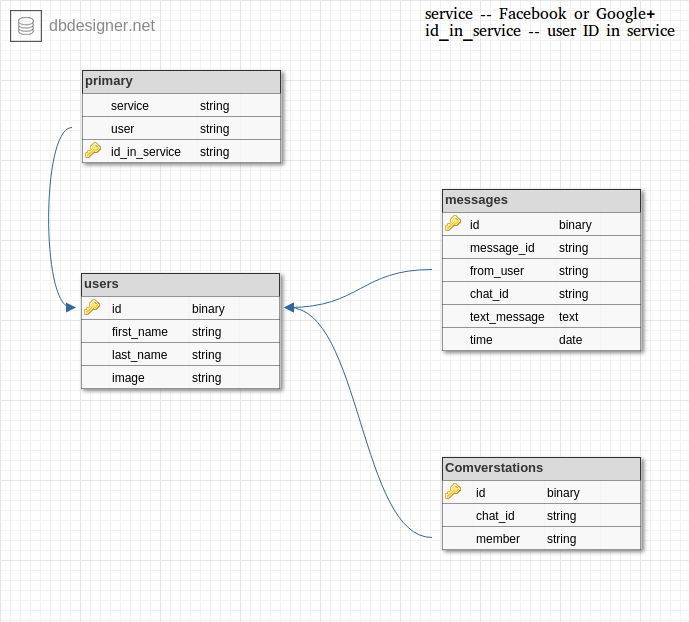 dbdesigner.net
service -- Facebook or Google+
id_in_service -- user ID in service
primary
service string
user string
id_in_service string
messages
id binary
message_id string
from_user string
chat_id string
text_message text
time date
users
id binary
first_name string
last_name string
image string
Comverstations
id binary
chat_id string
member string